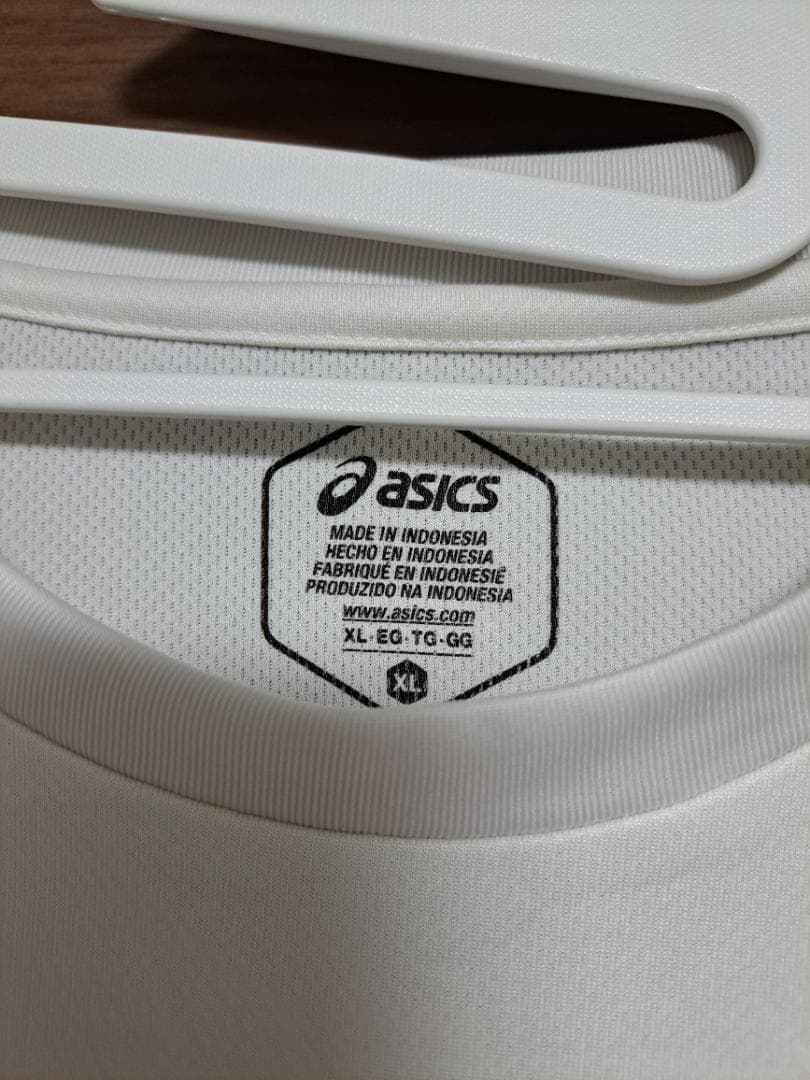 asics
MADE IN INDONESIA
HECHO EN INDONESIA
FABRIQUÉ EN INDONESIE
PRODUZIDO NA INDONESIA
www.asics.com
XL·EG·TG·GG
XL